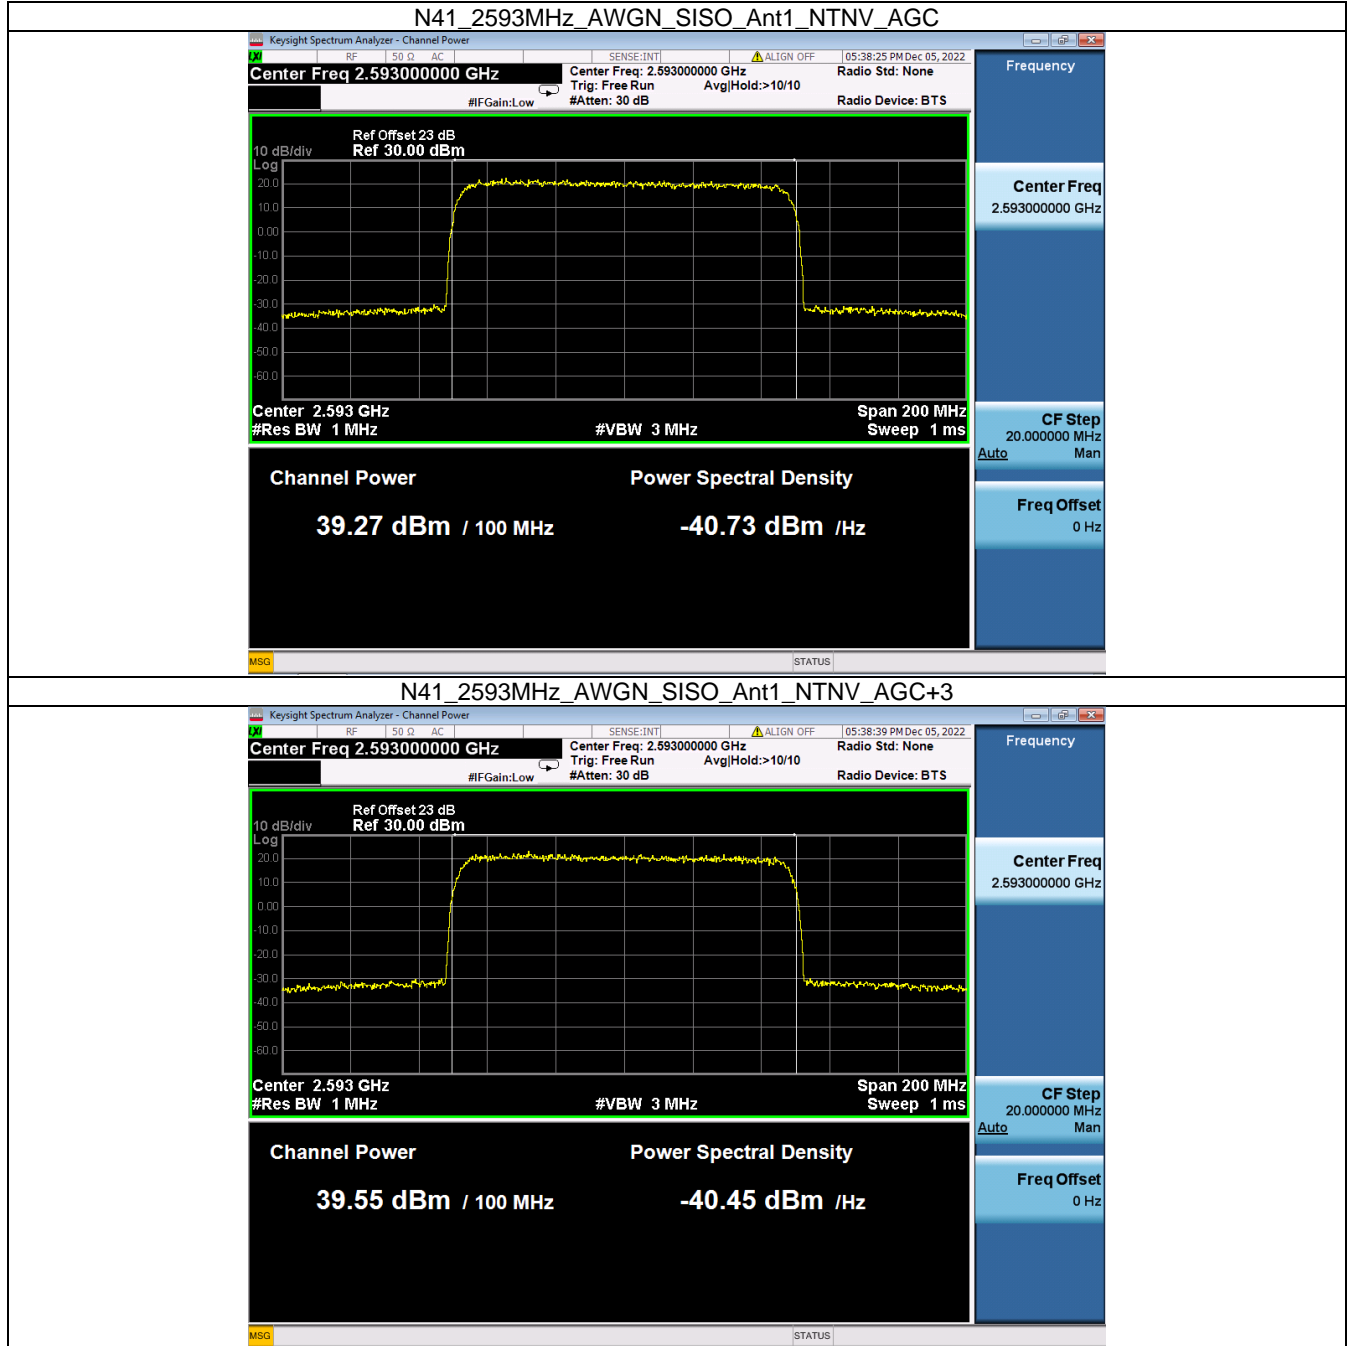 N41_2593MHz_AWGN_SISO_Ant1_NTNV_AGC
Keysight Spectrum Analyzer - Channel Power
LXI RF 50 Ω AC SENSE:INT ALIGN OFF 05:38:25 PM Dec 05, 2022
Center Freq 2.593000000 GHz
Center Freq: 2.593000000 GHz
Radio Std: None
Trig: Free Run Avg|Hold:>10/10
#IFGain:Low
#Atten: 30 dB
Radio Device: BTS
Frequency
Ref Offset 23 dB
10 dB/div Ref 30.00 dBm
Log
20.0
10.0
0.00
-10.0
-20.0
-30.0
-40.0
-50.0
-60.0
Center 2.593 GHz Span 200 MHz
#Res BW 1 MHz #VBW 3 MHz Sweep 1 ms
Center Freq
2.593000000 GHz
CF Step
20.000000 MHz
Auto Man
Freq Offset
0 Hz
Channel Power Power Spectral Density
39.27 dBm / 100 MHz -40.73 dBm /Hz
MSG STATUS
N41_2593MHz_AWGN_SISO_Ant1_NTNV_AGC+3
Keysight Spectrum Analyzer - Channel Power
LXI RF 50 Ω AC SENSE:INT ALIGN OFF 05:38:39 PM Dec 05, 2022
Center Freq 2.593000000 GHz
Center Freq: 2.593000000 GHz
Radio Std: None
Trig: Free Run Avg|Hold:>10/10
#IFGain:Low
#Atten: 30 dB
Radio Device: BTS
Frequency
Ref Offset 23 dB
10 dB/div Ref 30.00 dBm
Log
20.0
10.0
0.00
-10.0
-20.0
-30.0
-40.0
-50.0
-60.0
Center 2.593 GHz Span 200 MHz
#Res BW 1 MHz #VBW 3 MHz Sweep 1 ms
Center Freq
2.593000000 GHz
CF Step
20.000000 MHz
Auto Man
Freq Offset
0 Hz
Channel Power Power Spectral Density
39.55 dBm / 100 MHz -40.45 dBm /Hz
MSG STATUS